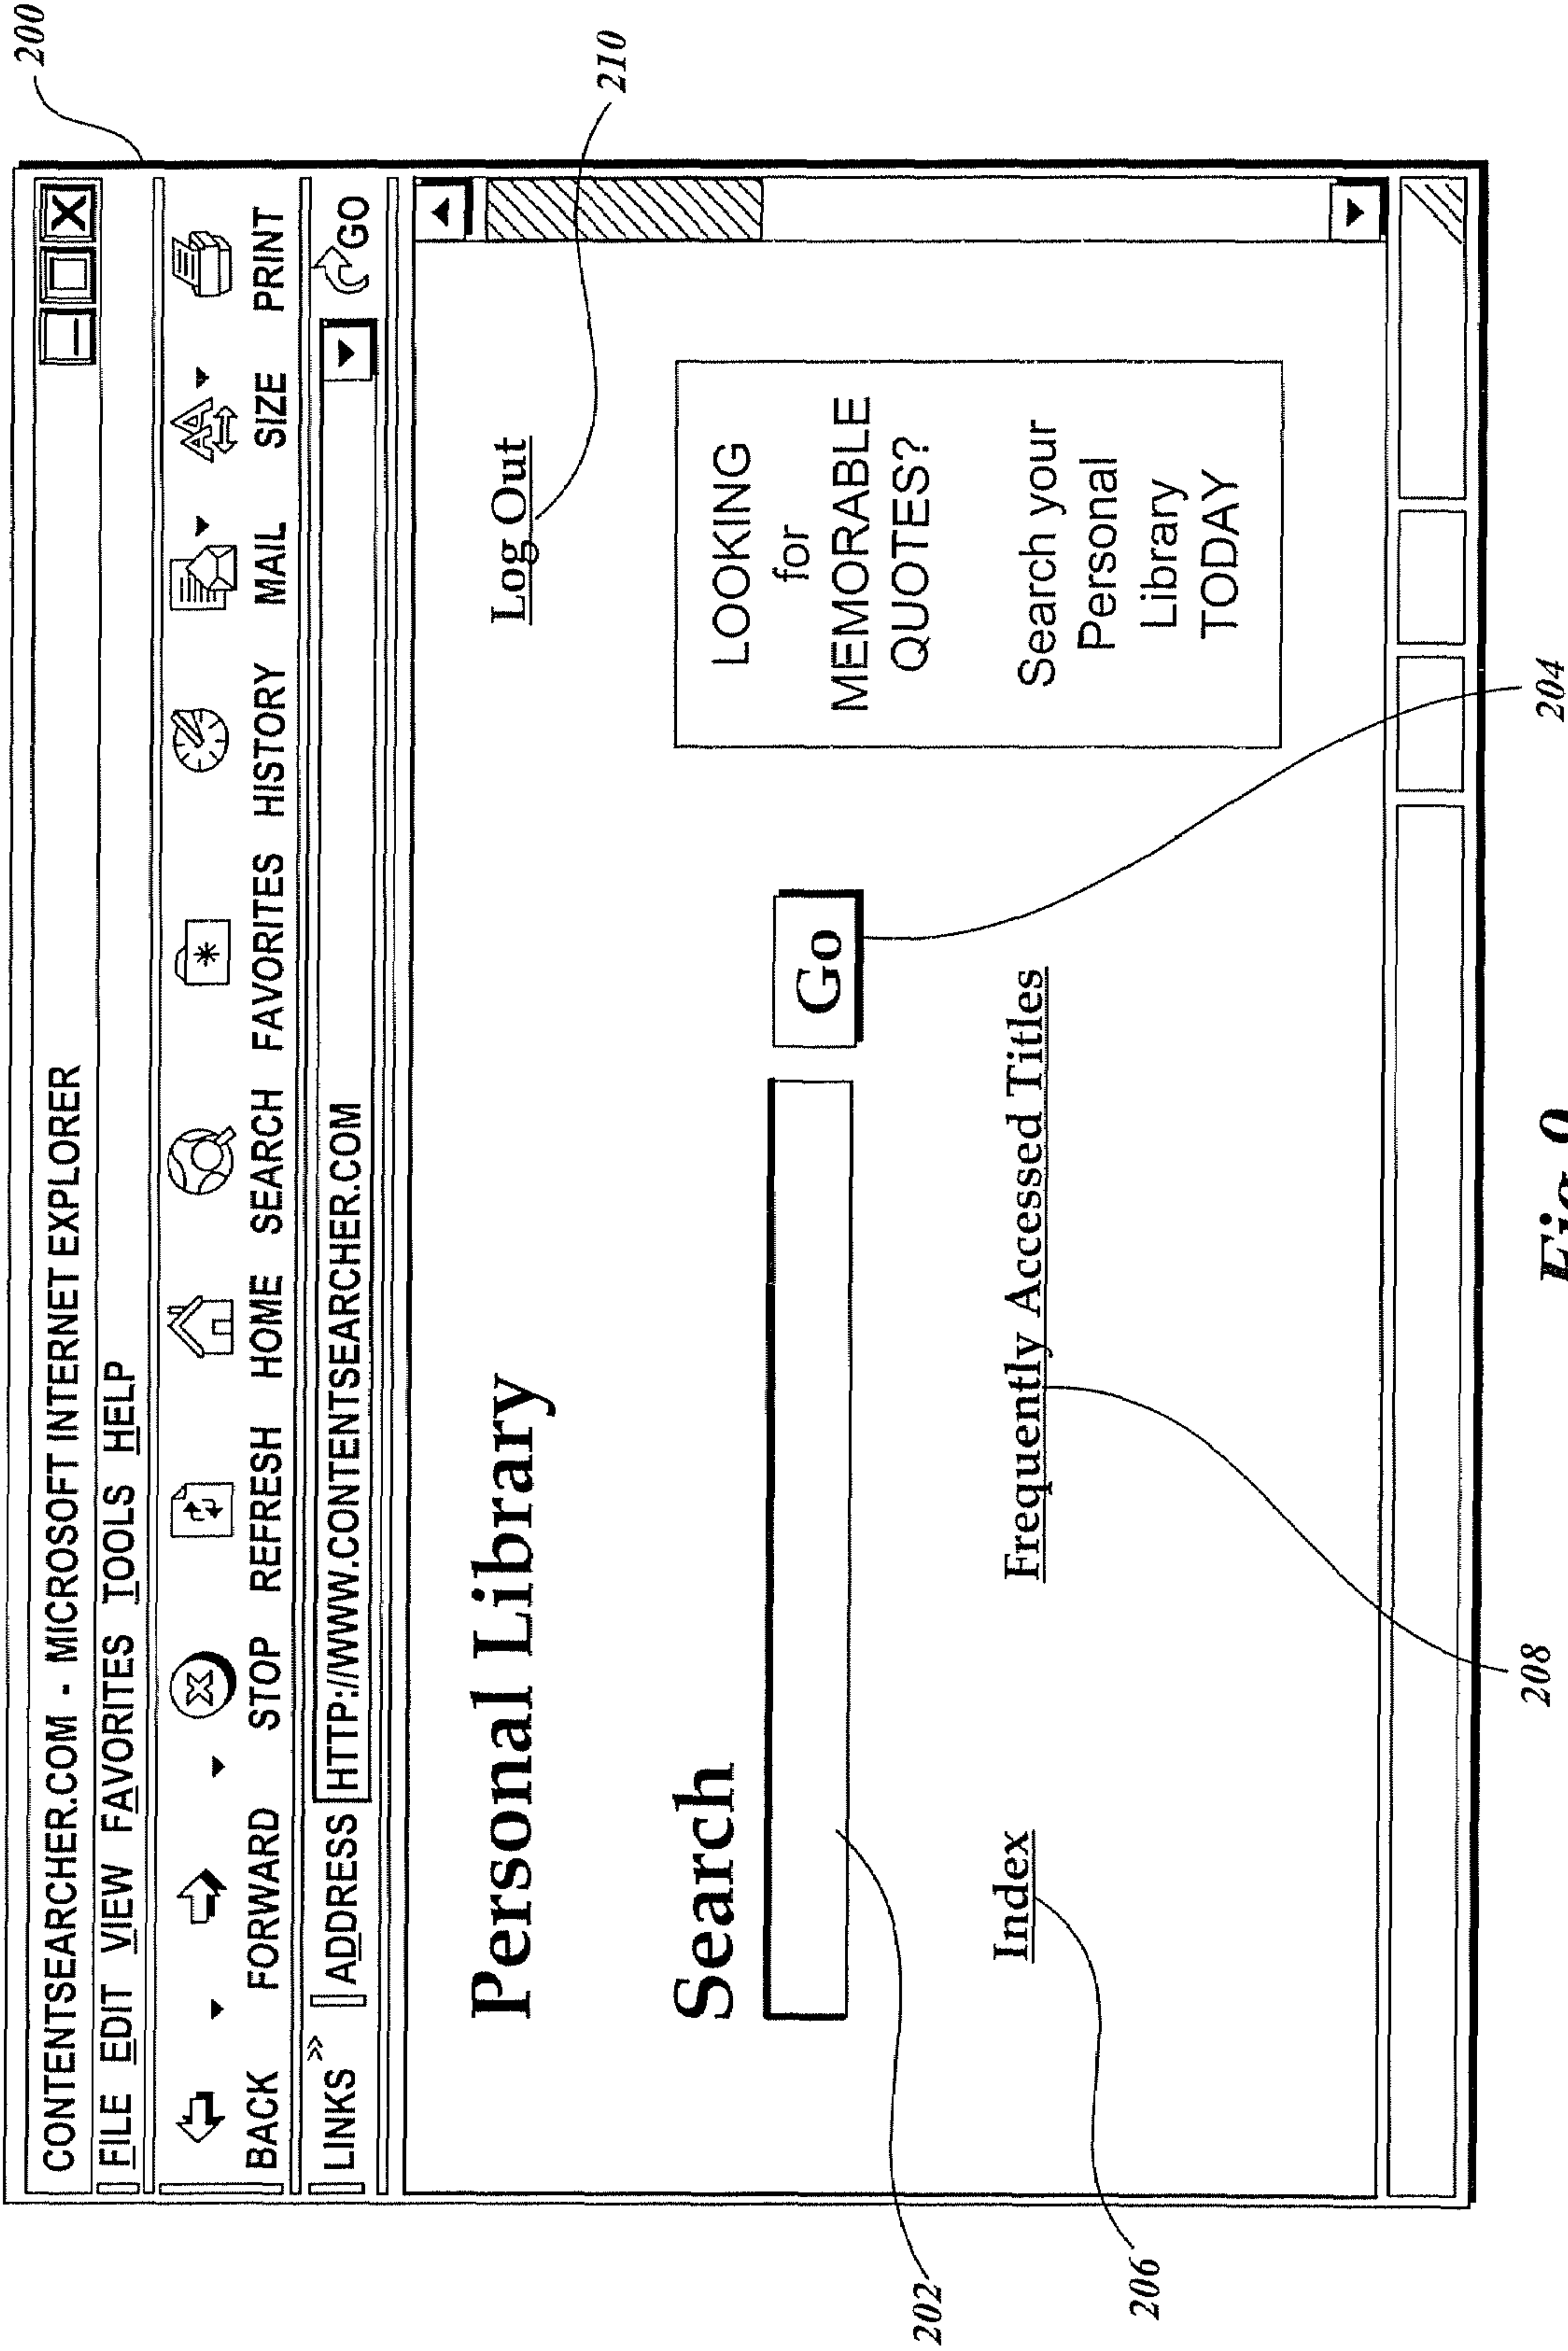 200
CONTENTSEARCHER.COM - MICROSOFT INTERNET EXPLORER
FILE EDIT VIEW FAVORITES TOOLS HELP
BACK FORWARD STOP REFRESH HOME SEARCH FAVORITES HISTORY MAIL SIZE PRINT
LINKS » ADDRESS HTTP://WWW.CONTENTSEARCHER.COM GO
Personal Library
Log Out
210
Search
Go
LOOKING
for
MEMORABLE
QUOTES?
Search your
Personal
Library
TODAY
202
Index
Frequently Accessed Titles
206
208
204